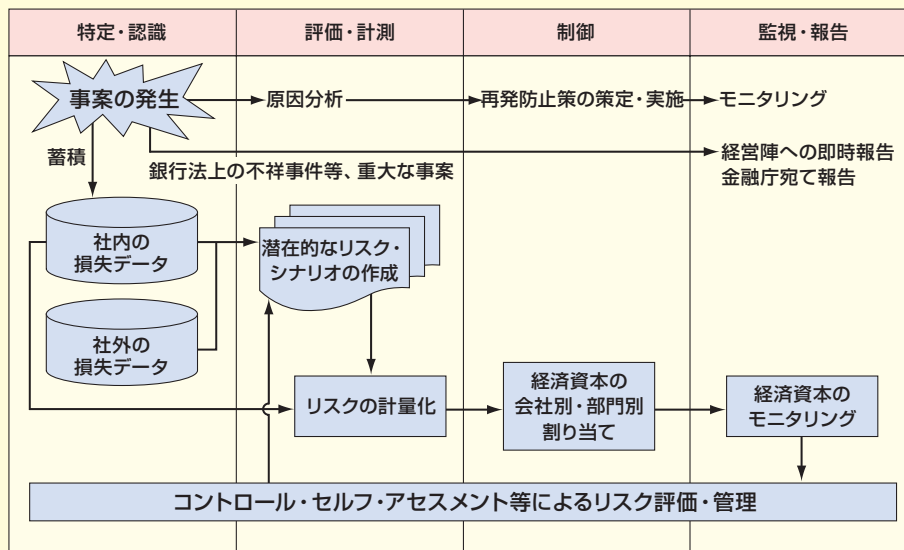 特定・認識
評価・計測
制御
監視・報告
事案の発生
原因分析
再発防止策の策定・実施
モニタリング
蓄積
銀行法上の不祥事件等、重大な事案
経営陣への即時報告
金融庁宛て報告
社内の
損失データ
潜在的なリスク・
シナリオの作成
社外の
損失データ
リスクの計量化
経済資本の
会社別・部門別
割り当て
経済資本の
モニタリング
コントロール・セルフ・アセスメント等によるリスク評価・管理